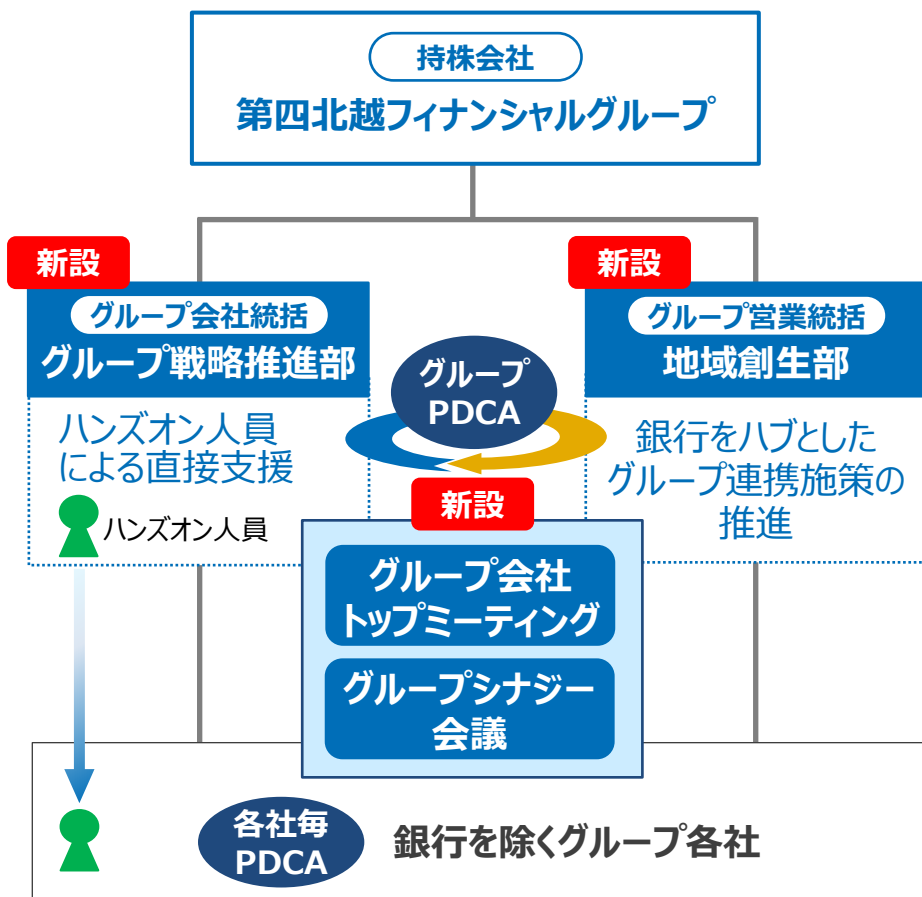 持株会社
第四北越フィナンシャルグループ
新設
グループ会社統括
グループ戦略推進部
ハンズオン人員
による直接支援
ハンズオン人員
新設
グループ営業統括
地域創生部
銀行をハブとした
グループ連携施策の
推進
グループ
PDCA
新設
グループ会社
トップミーティング
グループシナジー
会議
各社毎
PDCA
銀行を除くグループ各社